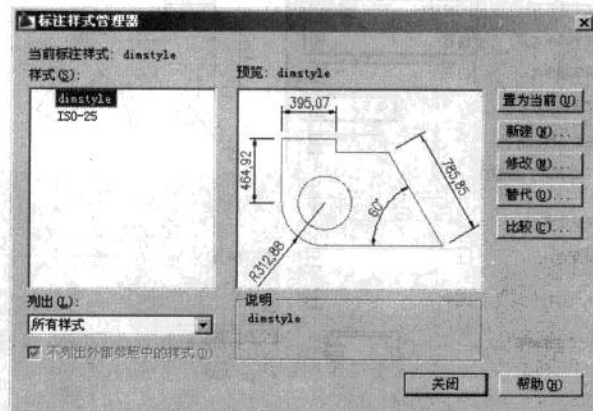 标注样式管理器
当前标注样式: dimstyle
样式(S):
dimstyle
ISO-25
预览: dimstyle
395,07
464,92
785,85
60°
R312,88
置为当前(U)
新建(N)...
修改(M)...
替代(O)...
比较(C)...
列出(L):
所有样式
不列出外部参照中的样式(D)
说明
dimstyle
关闭
帮助(H)